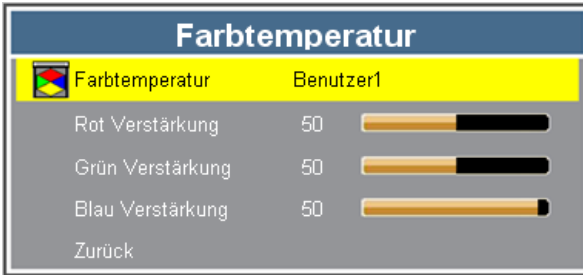 Farbtemperatur
Farbtemperatur Benutzer1
Rot Verstärkung 50
Grün Verstärkung 50
Blau Verstärkung 50
Zurück